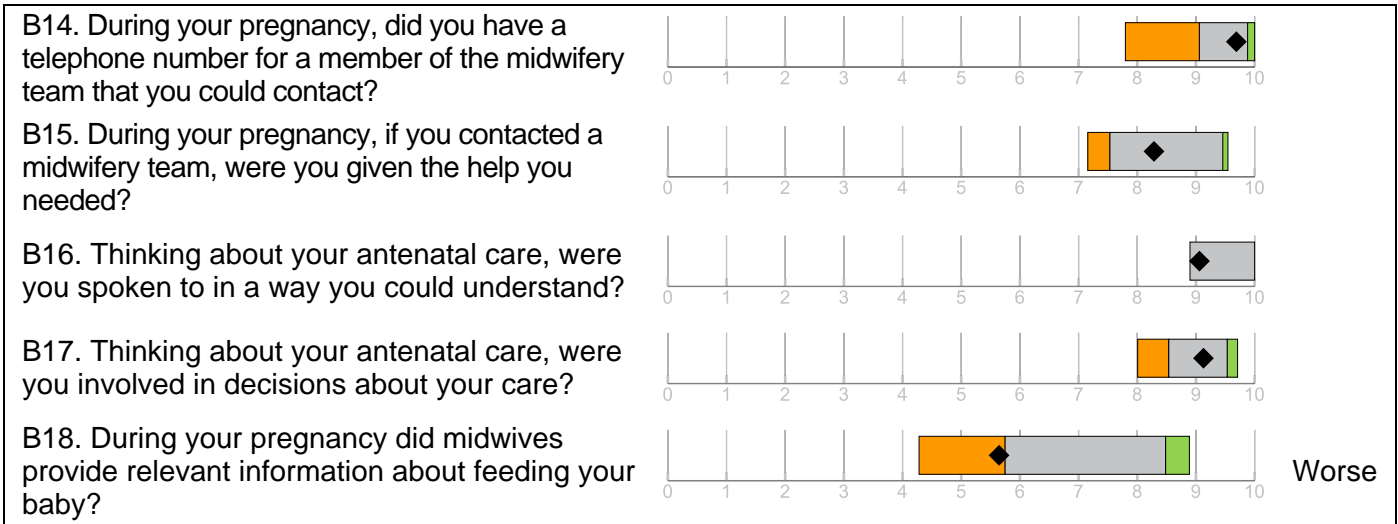 B14. During your pregnancy, did you have a
telephone number for a member of the midwifery
team that you could contact?
0 1 2 3 4 5 6 7 8 9 10
B15. During your pregnancy, if you contacted a
midwifery team, were you given the help you
needed?
0 1 2 3 4 5 6 7 8 9 10
B16. Thinking about your antenatal care, were
you spoken to in a way you could understand?
0 1 2 3 4 5 6 7 8 9 10
B17. Thinking about your antenatal care, were
you involved in decisions about your care?
0 1 2 3 4 5 6 7 8 9 10
B18. During your pregnancy did midwives
provide relevant information about feeding your
baby?
0 1 2 3 4 5 6 7 8 9 10
Worse